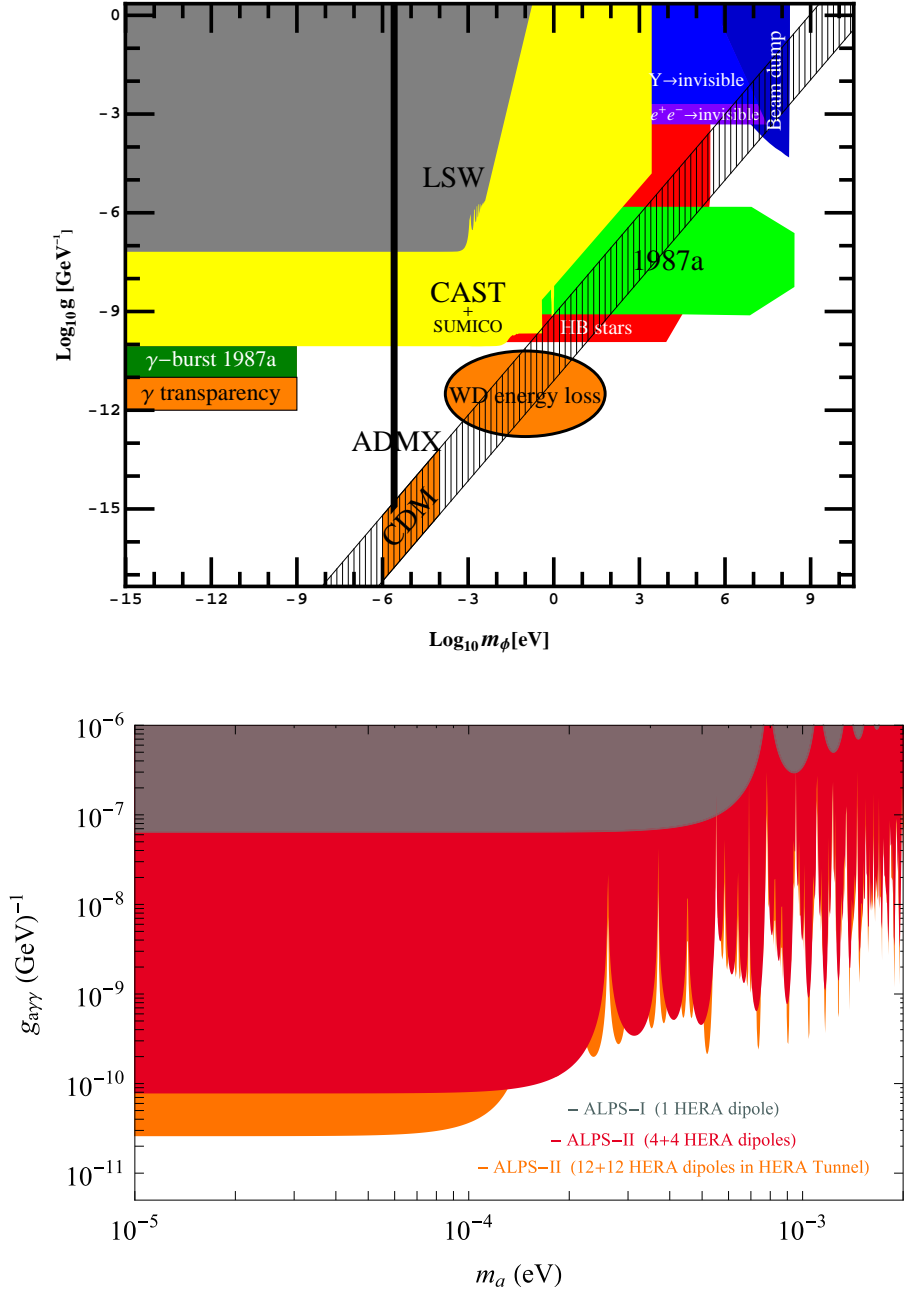 0
-3
-6
-9
-12
-15
Log₁₀ g [GeV⁻¹]
LSW
CAST
+
SUMICO
γ−burst 1987a
γ transparency
ADMX
CDM
WD energy loss
HB stars
1987a
Υ→invisible
e⁺e⁻→invisible
Beam dump
-15 -12 -9 -6 -3 0 3 6 9
Log₁₀ mϕ[eV]
10⁻⁶
10⁻⁷
10⁻⁸
10⁻⁹
10⁻¹⁰
10⁻¹¹
gaγγ (GeV)⁻¹
− ALPS−I (1 HERA dipole)
− ALPS−II (4+4 HERA dipoles)
− ALPS−II (12+12 HERA dipoles in HERA Tunnel)
10⁻⁵ 10⁻⁴ 10⁻³
mₐ (eV)